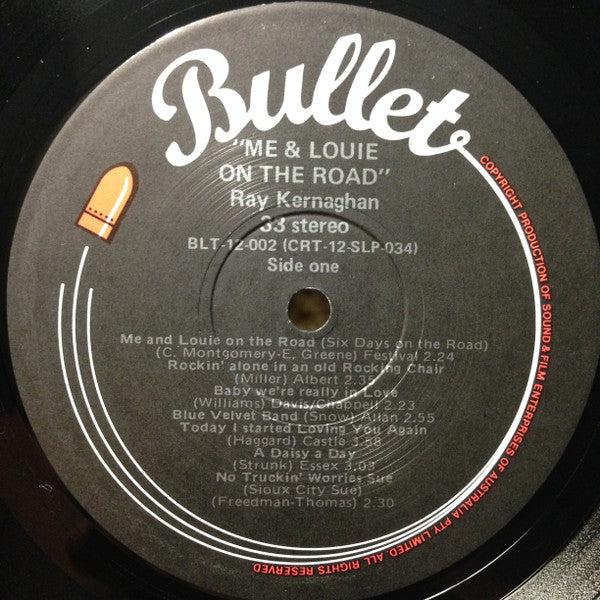 Bullet
"ME & LOUIE
ON THE ROAD"
Ray Kernaghan
33 stereo
BLT-12-002 (CRT-12-SLP-034)
Side one
Me and Louie on the Road (Six Days on the Road)
(C. Montgomery-E, Greene) Festival 2.24
Rockin' alone in an old Rocking Chair
(Miller) Albert 2.35
Baby we're really in Love
(Williams) Davis/Chappell 2.23
Blue Velvet Band (Snow) Allan 2.55
Today I started Loving You Again
(Haggard) Castle 3.58
A Daisy a Day
(Strunk) Essex 3.03
No Truckin' Worries Sue
(Sioux City Sue)
(Freedman-Thomas) 2.30
COPYRIGHT PRODUCTION OF SOUND & FILM ENTERPRISES OF AUSTRALIA PTY LIMITED. ALL RIGHTS RESERVED.